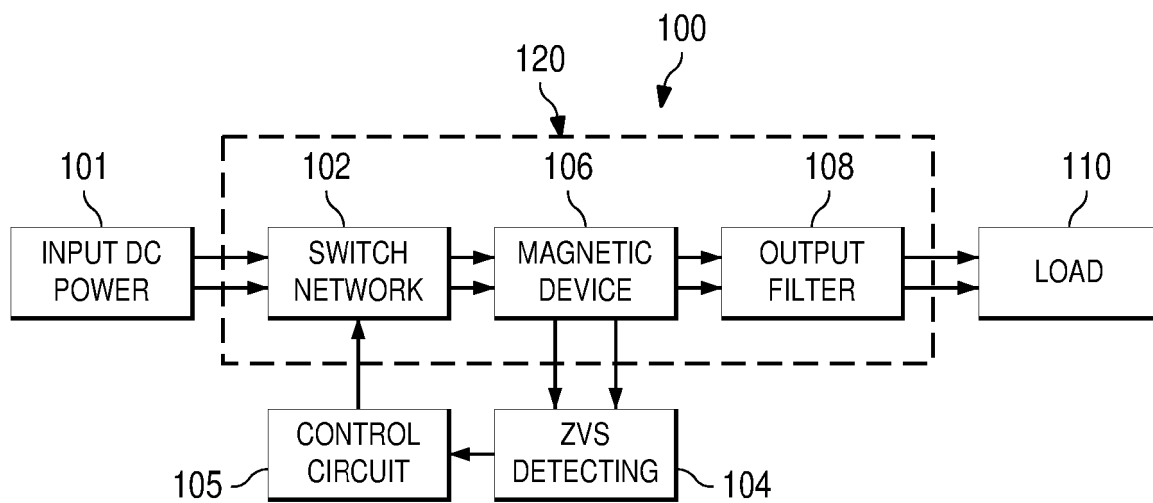 100
120
101
102
106
108
110
INPUT DC
POWER
SWITCH
NETWORK
MAGNETIC
DEVICE
OUTPUT
FILTER
LOAD
CONTROL
CIRCUIT
ZVS
DETECTING
105
104